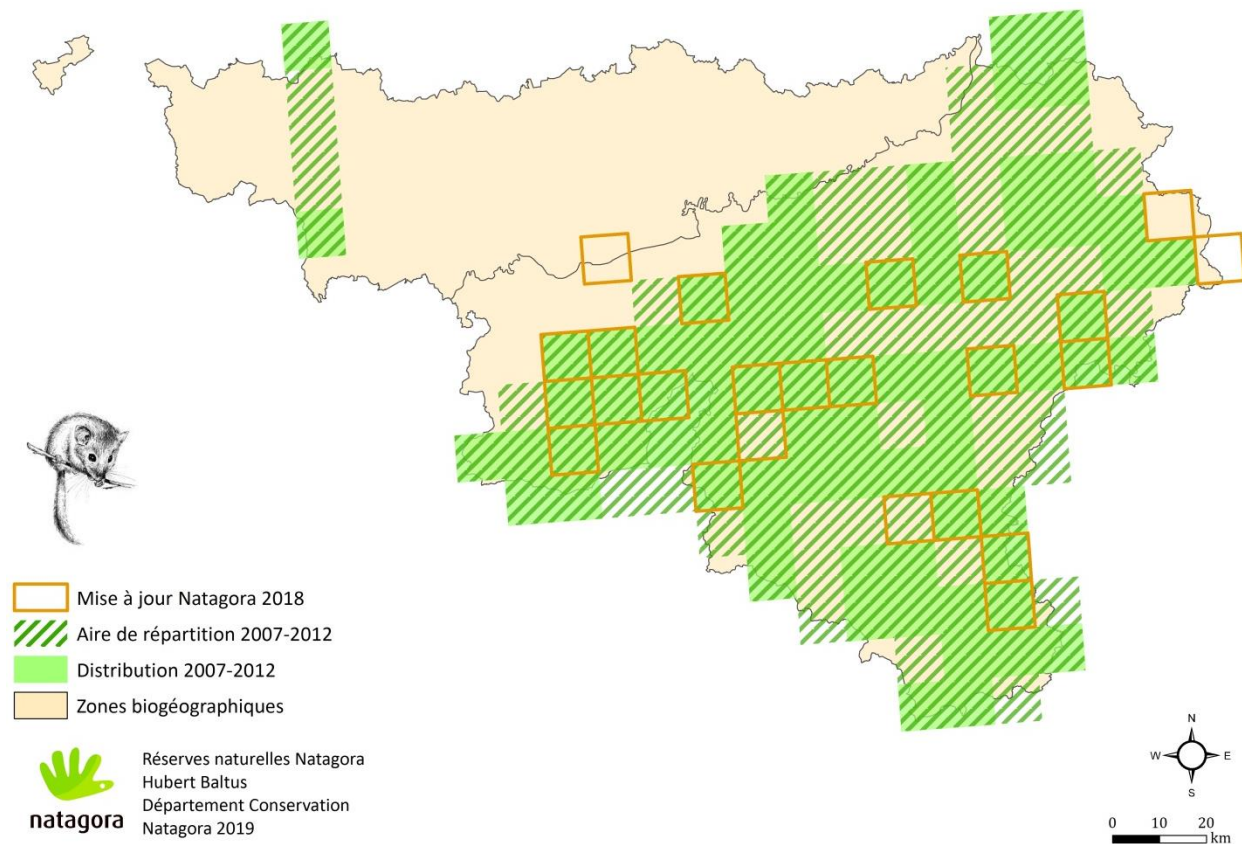 Mise à jour Natagora 2018
Aire de répartition 2007-2012
Distribution 2007-2012
Zones biogéographiques
natagora
Réserves naturelles Natagora
Hubert Baltus
Département Conservation
Natagora 2019
N
W E
S
0 10 20
km